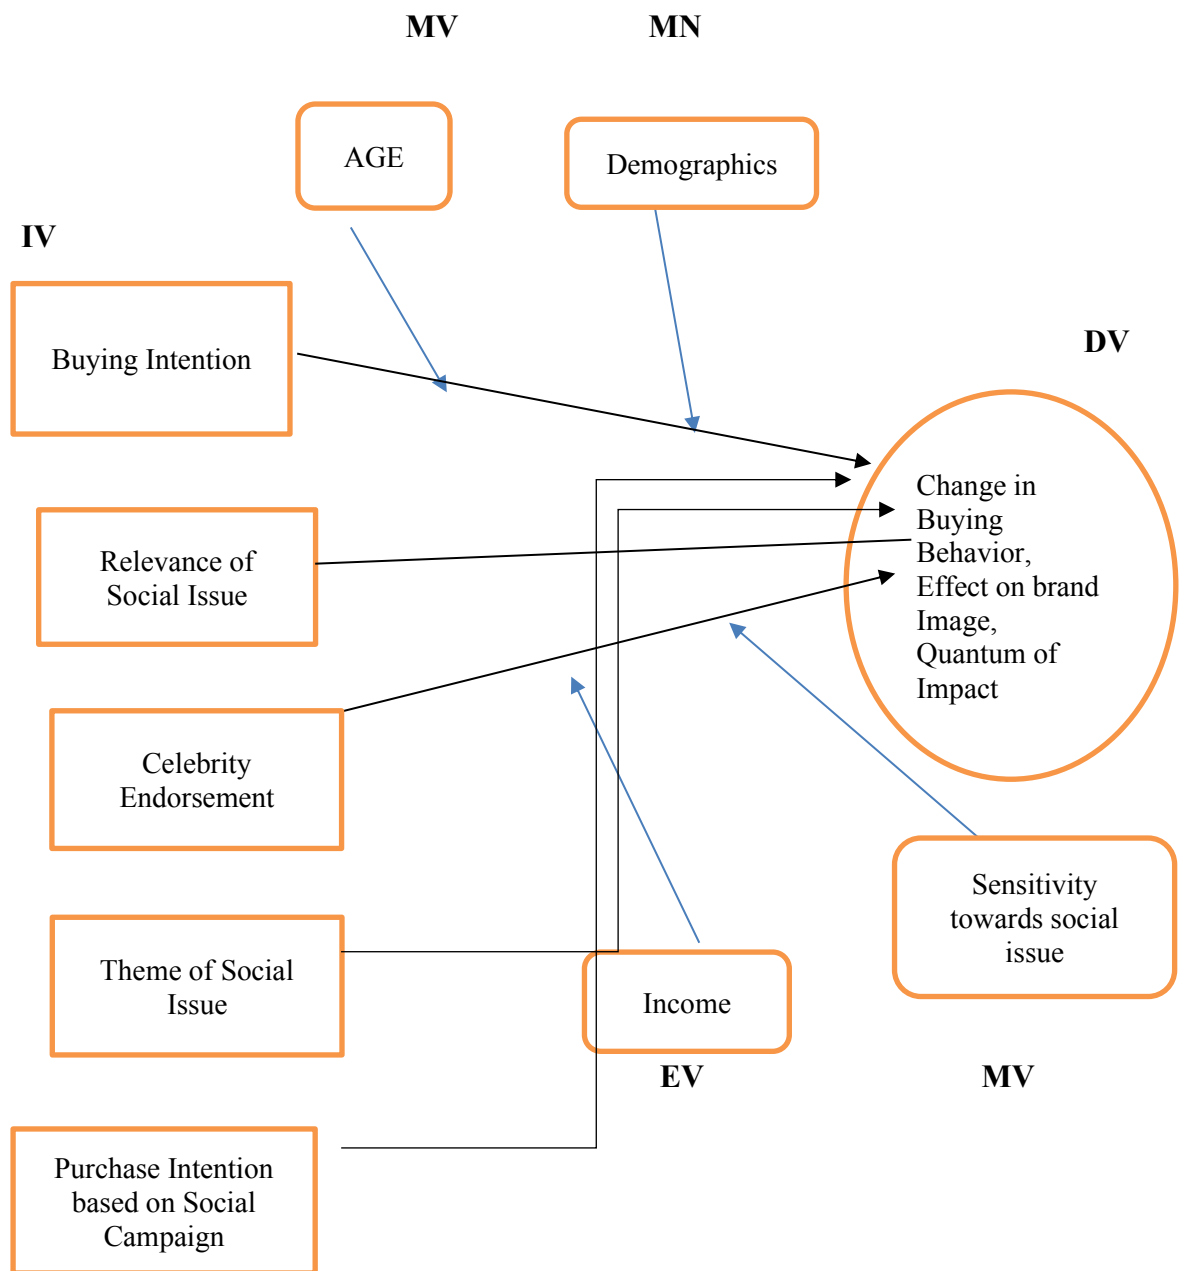 MV
MN
AGE
Demographics
IV
Buying Intention
DV
Change in
Buying
Behavior,
Effect on brand
Image,
Quantum of
Impact
Relevance of
Social Issue
Celebrity
Endorsement
Sensitivity
towards social
issue
Theme of Social
Issue
Income
EV
MV
Purchase Intention
based on Social
Campaign